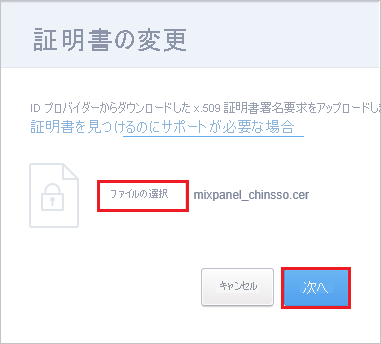 証明書の変更
ID プロバイダーからダウンロードした x.509 証明書署名要求をアップロードしま
証明書を見つけるのにサポートが必要な場合
ファイルの選択 mixpanel_chinsso.cer
キャンセル 次へ